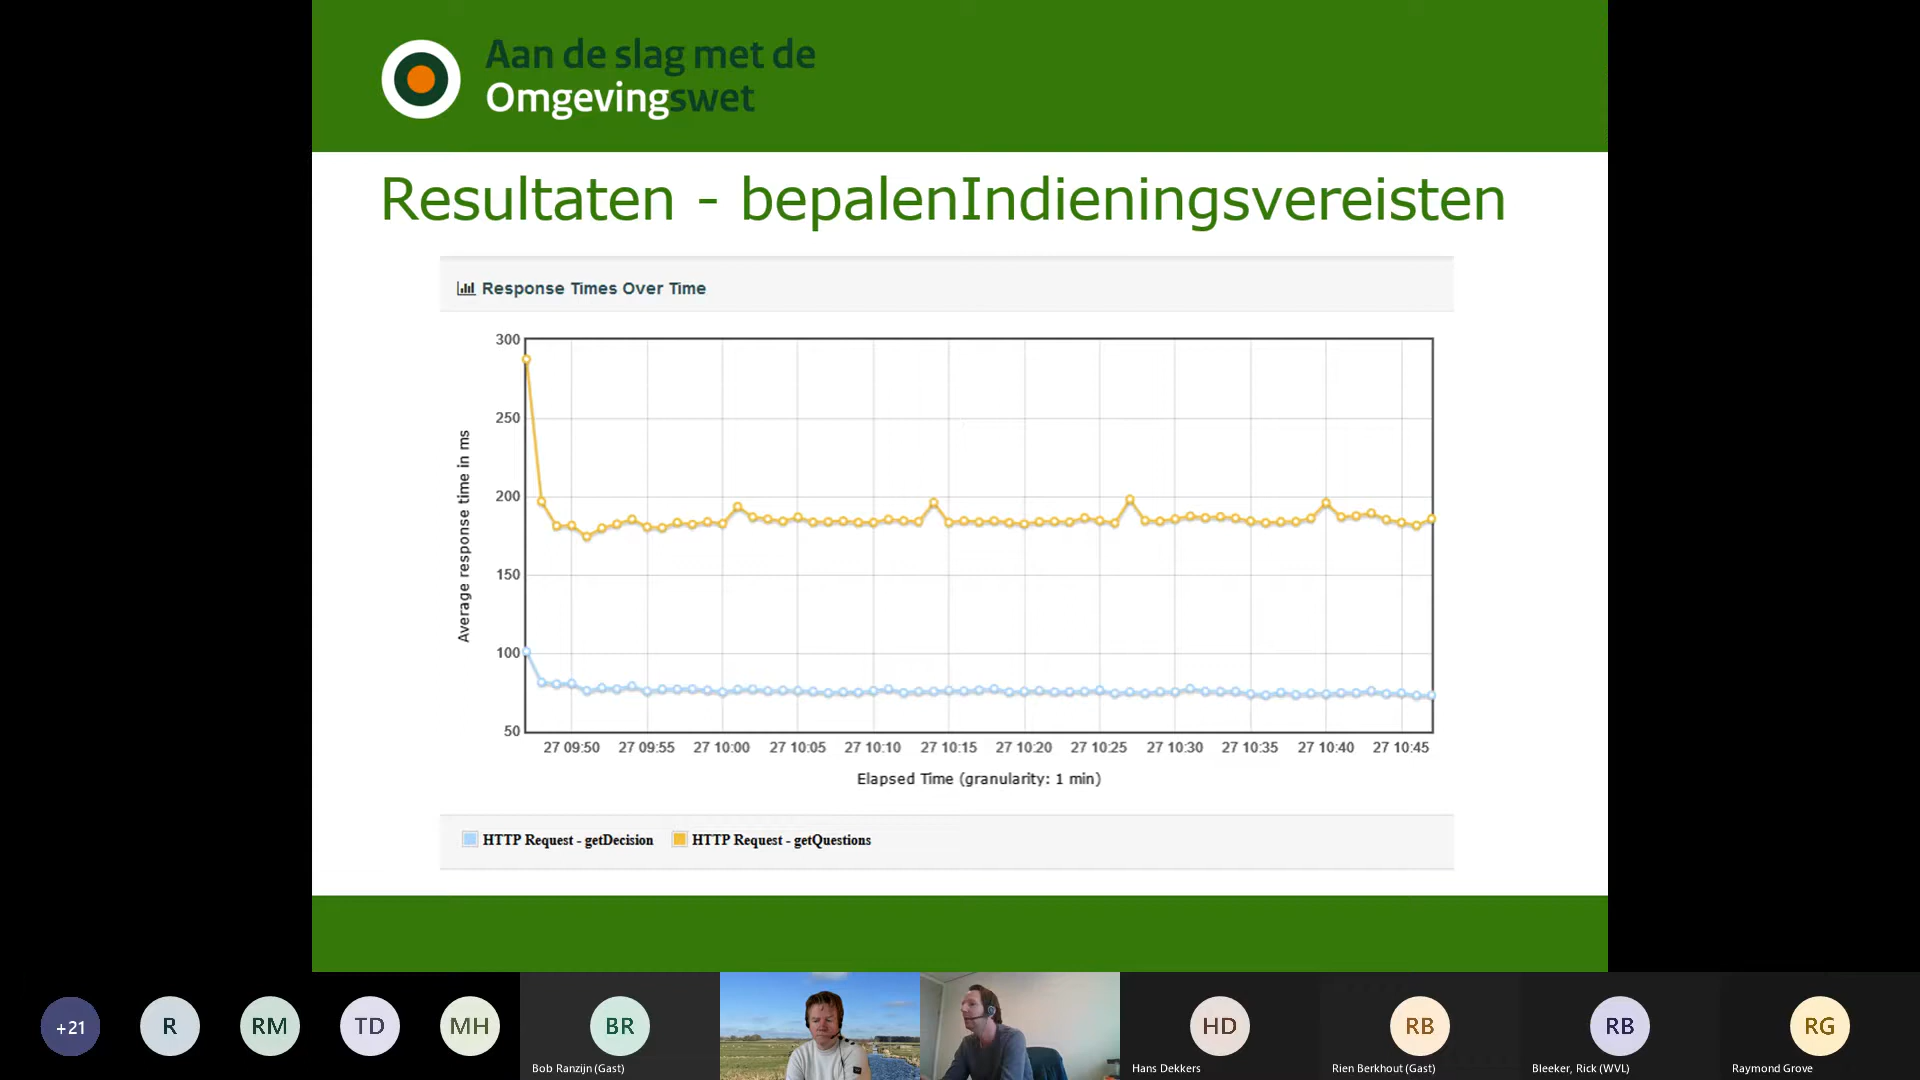 Aan de slag met de
Omgevingswet
Resultaten - bepalenIndieningsvereisten
Response Times Over Time
300
250
200
150
100
50
Average response time in ms
27 09:50 27 09:55 27 10:00 27 10:05 27 10:10 27 10:15 27 10:20 27 10:25 27 10:30 27 10:35 27 10:40 27 10:45
Elapsed Time (granularity: 1 min)
HTTP Request - getDecision HTTP Request - getQuestions
+21 R RM TD MH BR HD RB RB RG
Bob Ranzijn (Gast) Hans Dekkers Rien Berkhout (Gast) Bleeker, Rick (WVL) Raymond Grove